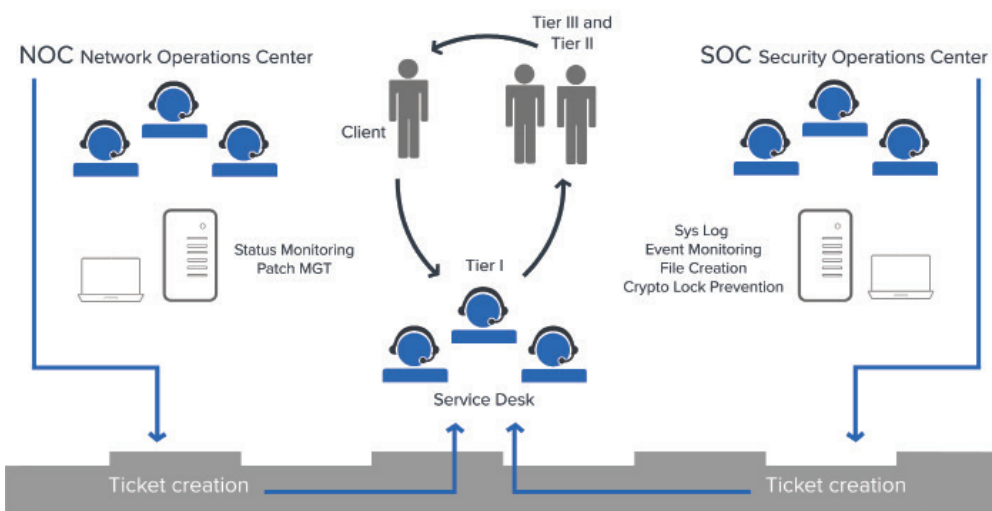 NOC Network Operations Center
Tier III and
Tier II
SOC Security Operations Center
Client
Status Monitoring
Patch MGT
Sys Log
Event Monitoring
File Creation
Crypto Lock Prevention
Tier I
Service Desk
Ticket creation
Ticket creation